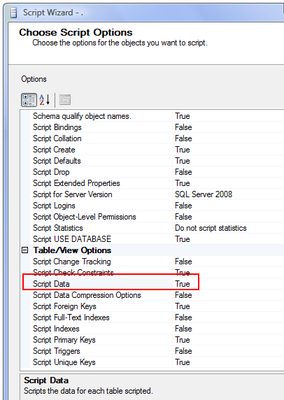 Script Wizard - .
Choose Script Options
Choose the options for the objects you want to script.
Options
Schema qualify object names. True
Script Bindings False
Script Collation False
Script Create True
Script Defaults True
Script Drop False
Script Extended Properties True
Script for Server Version SQL Server 2008
Script Logins False
Script Object-Level Permissions False
Script Statistics Do not script statistics
Script USE DATABASE True
Table/View Options
Script Change Tracking False
Script Check Constraints True
Script Data True
Script Data Compression Options False
Script Foreign Keys True
Script Full-Text Indexes False
Script Indexes False
Script Primary Keys True
Script Triggers False
Script Unique Keys True
Script Data
Scripts the data for each table scripted.